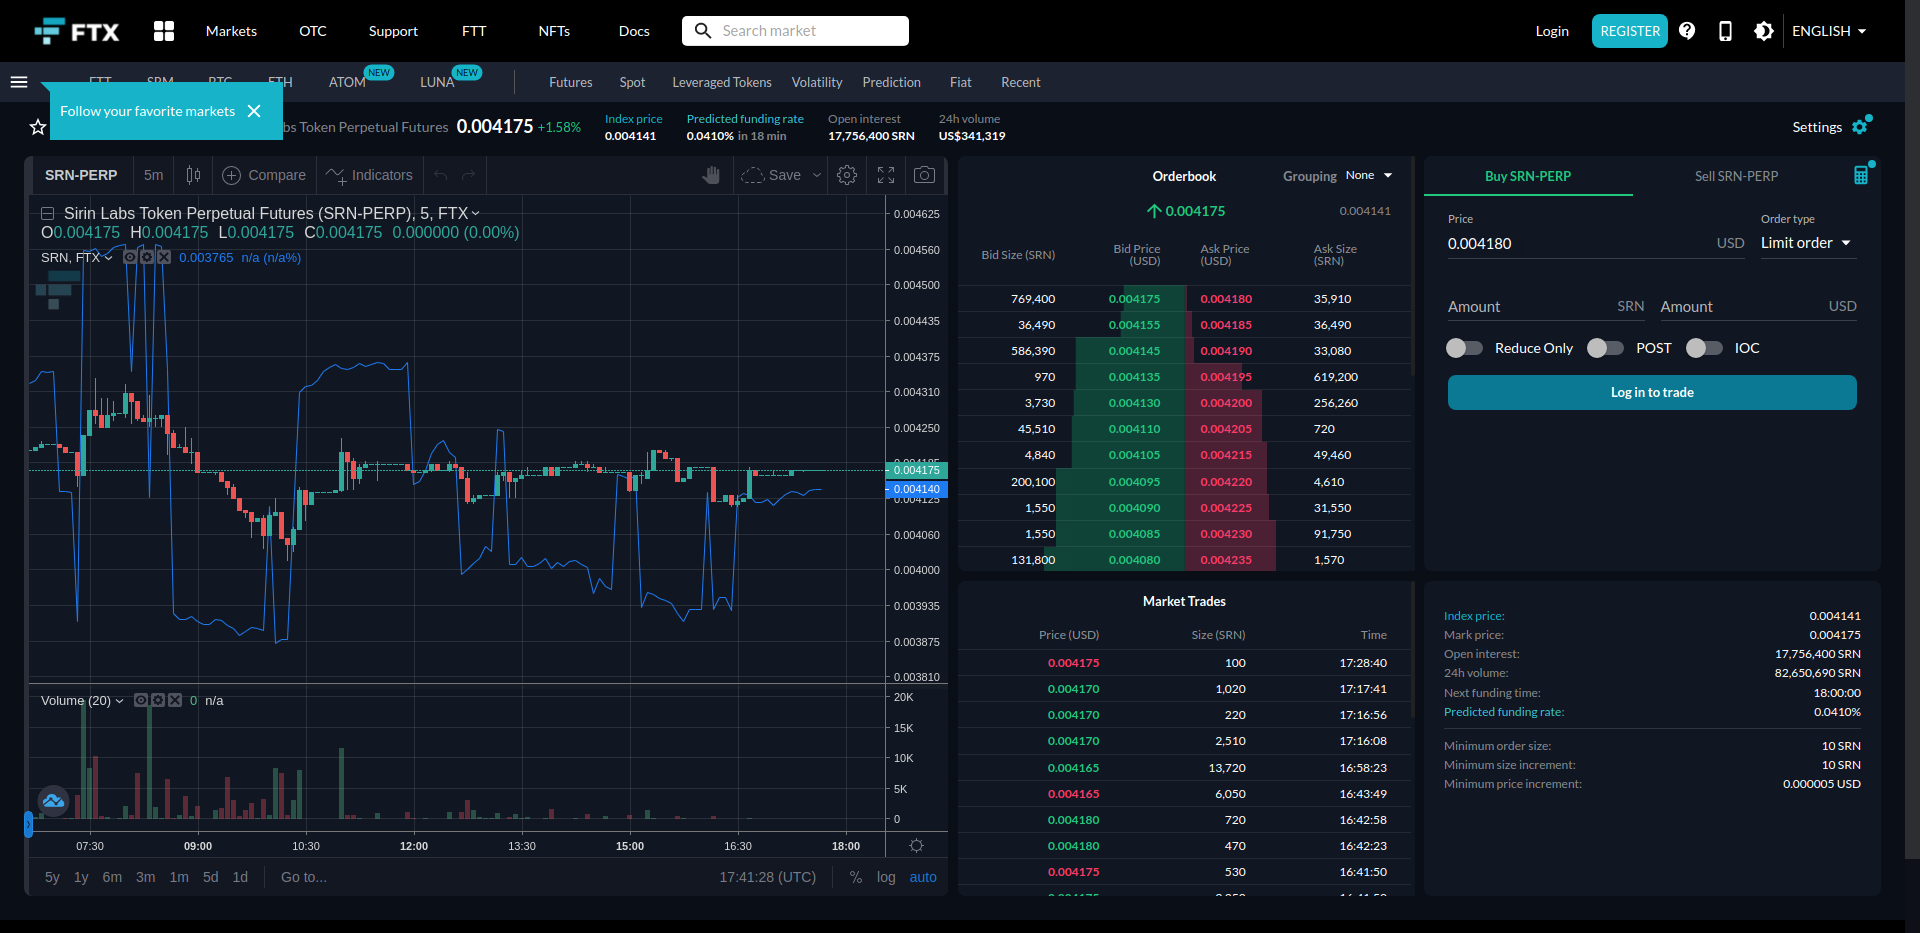 FTX
Markets
OTC
Support
FTT
NFTs
Docs
Search market
Login
REGISTER
ENGLISH
ATOM NEW
LUNA NEW
Futures
Spot
Leveraged Tokens
Volatility
Prediction
Fiat
Recent
Follow your favorite markets
bs Token Perpetual Futures 0.004175 +1.58%
Index price
0.004141
Predicted funding rate
0.0410% in 18 min
Open interest
17,756,400 SRN
24h volume
US$341,319
Settings
SRN-PERP 5m Compare Indicators Save
Sirin Labs Token Perpetual Futures (SRN-PERP), 5, FTX
O0.004175 H0.004175 L0.004175 C0.004175 0.000000 (0.00%)
SRN, FTX 0.003765 n/a (n/a%)
0.004625
0.004560
0.004500
0.004435
0.004375
0.004310
0.004250
0.004175
0.004140
0.004125
0.004060
0.004000
0.003935
0.003875
0.003810
Volume (20) 0 n/a
20K
15K
10K
5K
0
07:30 09:00 10:30 12:00 13:30 15:00 16:30 18:00
5y 1y 6m 3m 1m 5d 1d Go to... 17:41:28 (UTC) % log auto
Orderbook
Grouping None
0.004175
0.004141
Bid Size (SRN) Bid Price (USD) Ask Price (USD) Ask Size (SRN)
769,400 0.004175 0.004180 35,910
36,490 0.004155 0.004185 36,490
586,390 0.004145 0.004190 33,080
970 0.004135 0.004195 619,200
3,730 0.004130 0.004200 256,260
45,510 0.004110 0.004205 720
4,840 0.004105 0.004215 49,460
200,100 0.004095 0.004220 4,610
1,550 0.004090 0.004225 31,550
1,550 0.004085 0.004230 91,750
131,800 0.004080 0.004235 1,570
Market Trades
Price (USD) Size (SRN) Time
0.004175 100 17:28:40
0.004170 1,020 17:17:41
0.004170 220 17:16:56
0.004170 2,510 17:16:08
0.004165 13,720 16:58:23
0.004165 6,050 16:43:49
0.004180 720 16:42:58
0.004180 470 16:42:23
0.004175 530 16:41:50
Buy SRN-PERP
Sell SRN-PERP
Price
0.004180 USD
Order type
Limit order
Amount SRN
Amount USD
Reduce Only
POST
IOC
Log in to trade
Index price: 0.004141
Mark price: 0.004175
Open interest: 17,756,400 SRN
24h volume: 82,650,690 SRN
Next funding time: 18:00:00
Predicted funding rate: 0.0410%
Minimum order size: 10 SRN
Minimum size increment: 10 SRN
Minimum price increment: 0.000005 USD